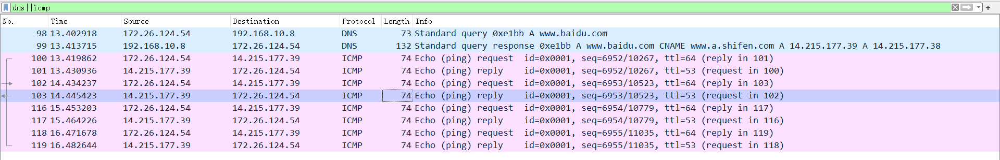 dns||icmp
No. Time Source Destination Protocol Length Info
98 13.402918 172.26.124.54 192.168.10.8 DNS 73 Standard query 0xe1bb A www.baidu.com
99 13.413715 192.168.10.8 172.26.124.54 DNS 132 Standard query response 0xe1bb A www.baidu.com CNAME www.a.shifen.com A 14.215.177.39 A 14.215.177.38
100 13.419862 172.26.124.54 14.215.177.39 ICMP 74 Echo (ping) request id=0x0001, seq=6952/10267, ttl=64 (reply in 101)
101 13.430936 14.215.177.39 172.26.124.54 ICMP 74 Echo (ping) reply id=0x0001, seq=6952/10267, ttl=53 (request in 100)
102 14.434237 172.26.124.54 14.215.177.39 ICMP 74 Echo (ping) request id=0x0001, seq=6953/10523, ttl=64 (reply in 103)
103 14.445423 14.215.177.39 172.26.124.54 ICMP 74 Echo (ping) reply id=0x0001, seq=6953/10523, ttl=53 (request in 102)
116 15.453203 172.26.124.54 14.215.177.39 ICMP 74 Echo (ping) request id=0x0001, seq=6954/10779, ttl=64 (reply in 117)
117 15.464226 14.215.177.39 172.26.124.54 ICMP 74 Echo (ping) reply id=0x0001, seq=6954/10779, ttl=53 (request in 116)
118 16.471678 172.26.124.54 14.215.177.39 ICMP 74 Echo (ping) request id=0x0001, seq=6955/11035, ttl=64 (reply in 119)
119 16.482644 14.215.177.39 172.26.124.54 ICMP 74 Echo (ping) reply id=0x0001, seq=6955/11035, ttl=53 (request in 118)